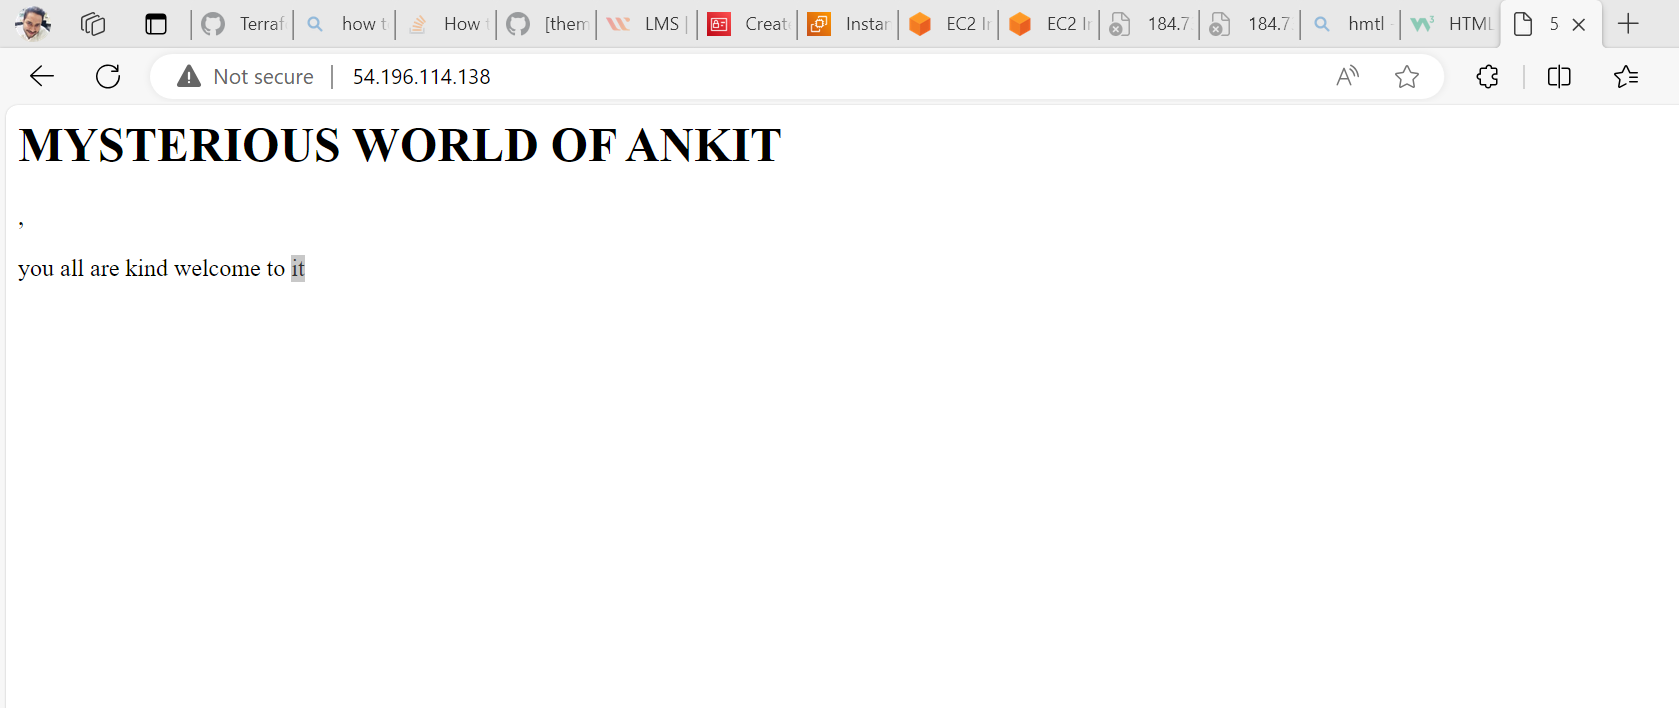 Terraf
how t
How
[them
LMS |
Creat
Instar
EC2 Ir
EC2 Ir
184.7
184.7
hmtl
HTML
5
Not secure
54.196.114.138
MYSTERIOUS WORLD OF ANKIT
,
you all are kind welcome to it